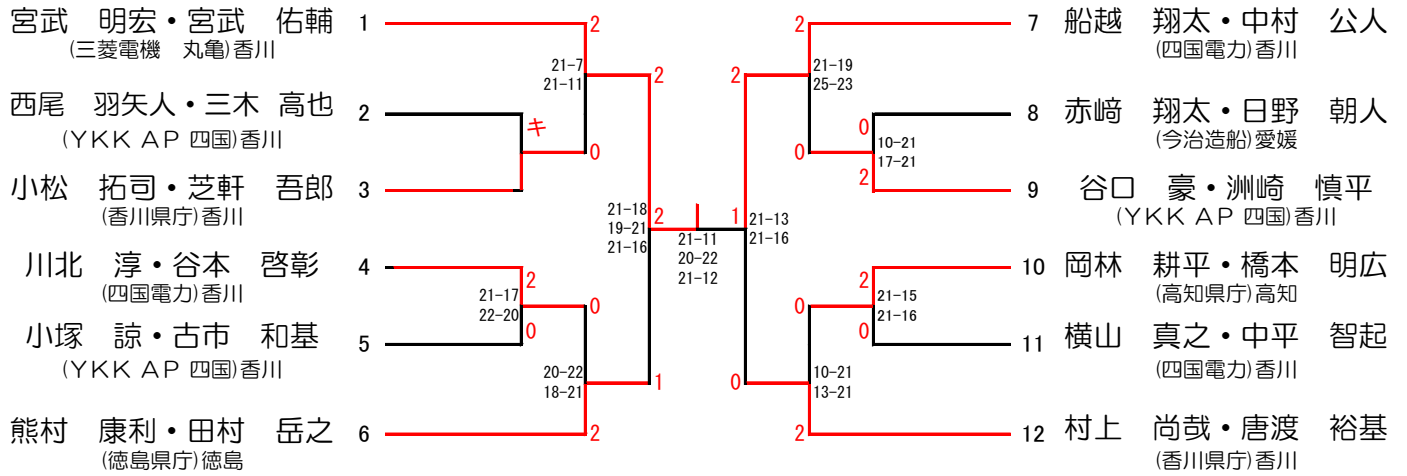 宮武　明宏・宮武　佑輔 1
(三菱電機　丸亀)香川
西尾　羽矢人・三木 高也 2
(YKK AP 四国)香川
小松　拓司・芝軒　吾郎 3
(香川県庁)香川
川北　淳・谷本　啓彰 4
(四国電力)香川
小塚　諒・古市　和基 5
(YKK AP 四国)香川
熊村　康利・田村　岳之 6
(徳島県庁)徳島
2
21-7
21-11
2
キ
0
21-18
19-21
21-16
2
2
21-17
22-20
0
0
20-22
18-21
1
2
21-11
20-22
21-12
2
21-19
25-23
2
0
10-21
17-21
0
2
1
21-13
21-16
2
21-15
21-16
0
0
10-21
13-21
0
2
7 船越　翔太・中村　公人
(四国電力)香川
8 赤﨑　翔太・日野　朝人
(今治造船)愛媛
9 谷口　豪・洲崎　慎平
(YKK AP 四国)香川
10 岡林　耕平・橋本　明広
(高知県庁)高知
11 横山　真之・中平　智起
(四国電力)香川
12 村上　尚哉・唐渡　裕基
(香川県庁)香川